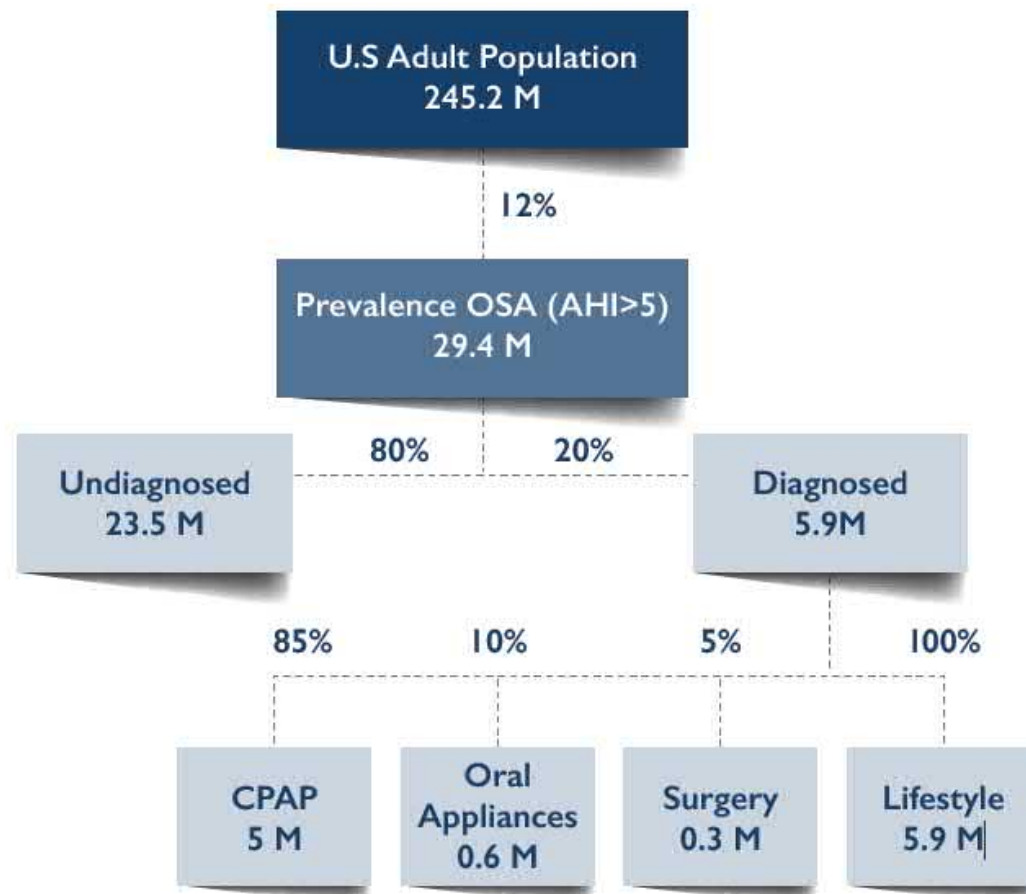 U.S Adult Population
245.2 M
12%
Prevalence OSA (AHI>5)
29.4 M
80%
20%
Undiagnosed
23.5 M
Diagnosed
5.9M
85%
10%
5%
100%
CPAP
5 M
Oral
Appliances
0.6 M
Surgery
0.3 M
Lifestyle
5.9 M